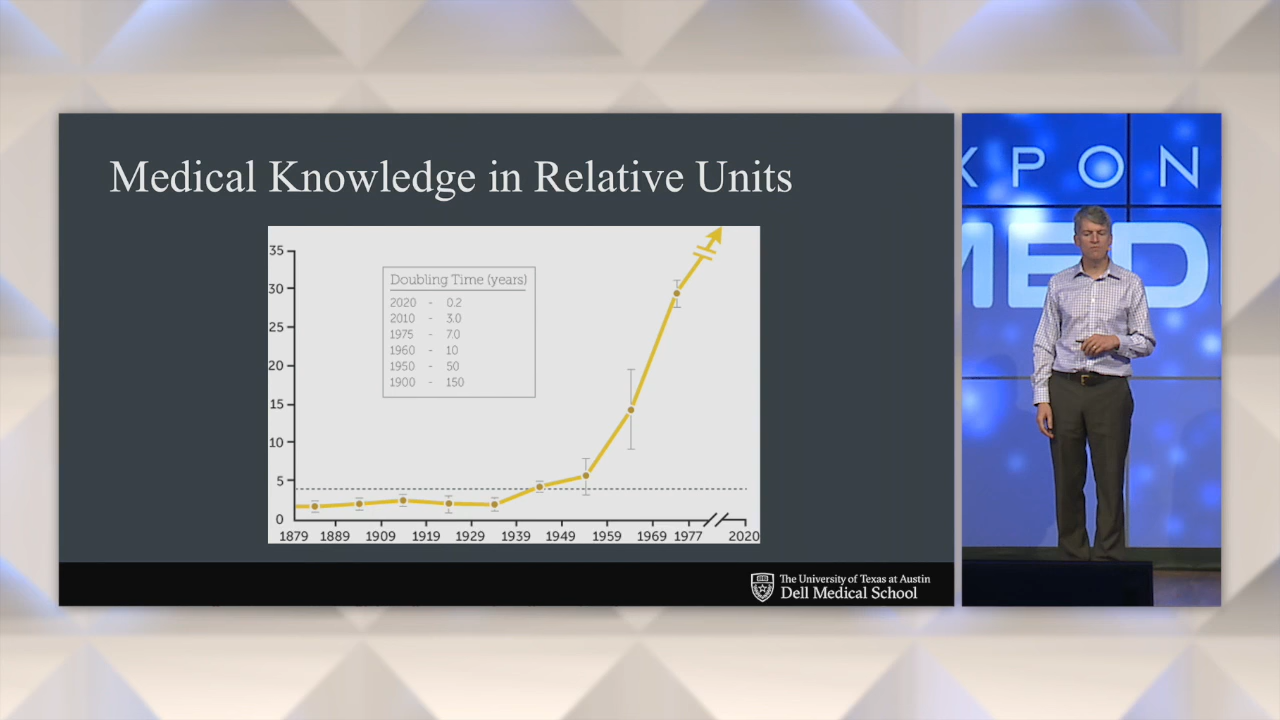 Medical Knowledge in Relative Units
35
30
25
20
15
10
5
0
Doubling Time (years)
2020 - 0.2
2010 - 3.0
1975 - 7.0
1960 - 10
1950 - 50
1900 - 150
1879 1889 1909 1919 1929 1939 1949 1959 1969 1977 2020
The University of Texas at Austin
Dell Medical School
XPON
MED